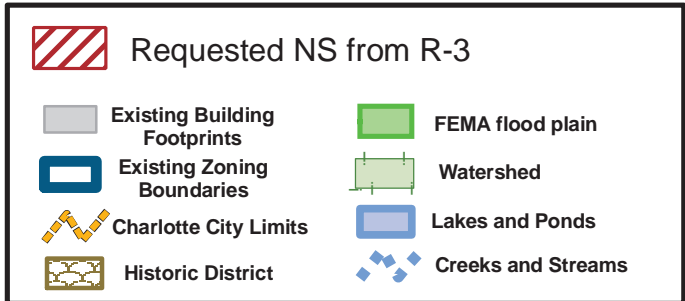 Requested NS from R-3
Existing Building
Footprints
Existing Zoning
Boundaries
Charlotte City Limits
Historic District
FEMA flood plain
Watershed
Lakes and Ponds
Creeks and Streams